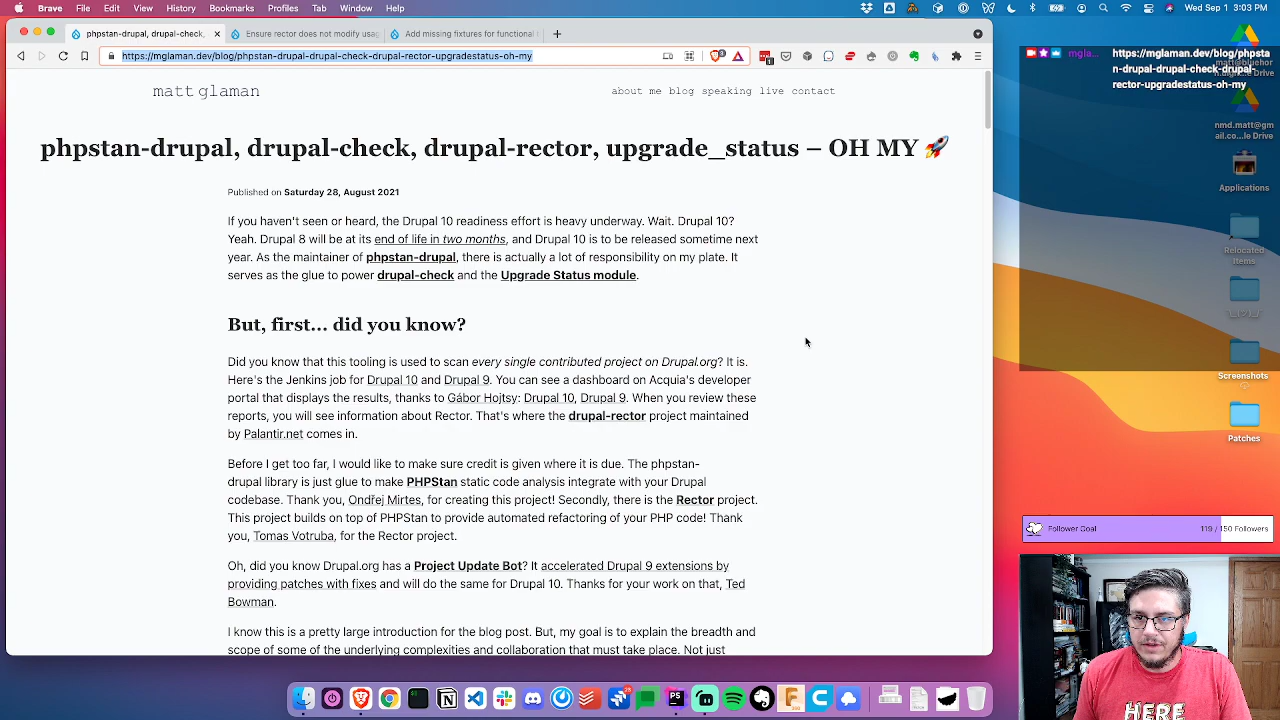 Brave File Edit View History Bookmarks Profiles Tab Window Help
Wed Sep 1 3:03 PM
phpstan-drupal, drupal-check,
Ensure rector does not modify usag
Add missing fixtures for functional t
https://mglaman.dev/blog/phpstan-drupal-drupal-check-drupal-rector-upgradestatus-oh-my
matt glaman
about me blog speaking live contact
phpstan-drupal, drupal-check, drupal-rector, upgrade_status – OH MY 🚀
Published on Saturday 28, August 2021
If you haven't seen or heard, the Drupal 10 readiness effort is heavy underway. Wait. Drupal 10?
Yeah. Drupal 8 will be at its end of life in two months, and Drupal 10 is to be released sometime next
year. As the maintainer of phpstan-drupal, there is actually a lot of responsibility on my plate. It
serves as the glue to power drupal-check and the Upgrade Status module.
But, first... did you know?
Did you know that this tooling is used to scan every single contributed project on Drupal.org? It is.
Here's the Jenkins job for Drupal 10 and Drupal 9. You can see a dashboard on Acquia's developer
portal that displays the results, thanks to Gábor Hojtsy: Drupal 10, Drupal 9. When you review these
reports, you will see information about Rector. That's where the drupal-rector project maintained
by Palantir.net comes in.
Before I get too far, I would like to make sure credit is given where it is due. The phpstan-
drupal library is just glue to make PHPStan static code analysis integrate with your Drupal
codebase. Thank you, Ondřej Mirtes, for creating this project! Secondly, there is the Rector project.
This project builds on top of PHPStan to provide automated refactoring of your PHP code! Thank
you, Tomas Votruba, for the Rector project.
Oh, did you know Drupal.org has a Project Update Bot? It accelerated Drupal 9 extensions by
providing patches with fixes and will do the same for Drupal 10. Thanks for your work on that, Ted
Bowman.
I know this is a pretty large introduction for the blog post. But, my goal is to explain the breadth and
scope of some of the underlying complexities and collaboration that must take place. Not just
mgla...
https://mglaman.dev/blog/phpsta
n-drupal-drupal-check-drupal-
rector-upgradestatus-oh-my
matt@bluehor
n.digi...le Drive
nmd.matt@gm
ail.co...le Drive
Applications
Relocated
Items
¯\_(ツ)_/¯
Screenshots
Patches
Follower Goal
119 / 150 Followers
HERE